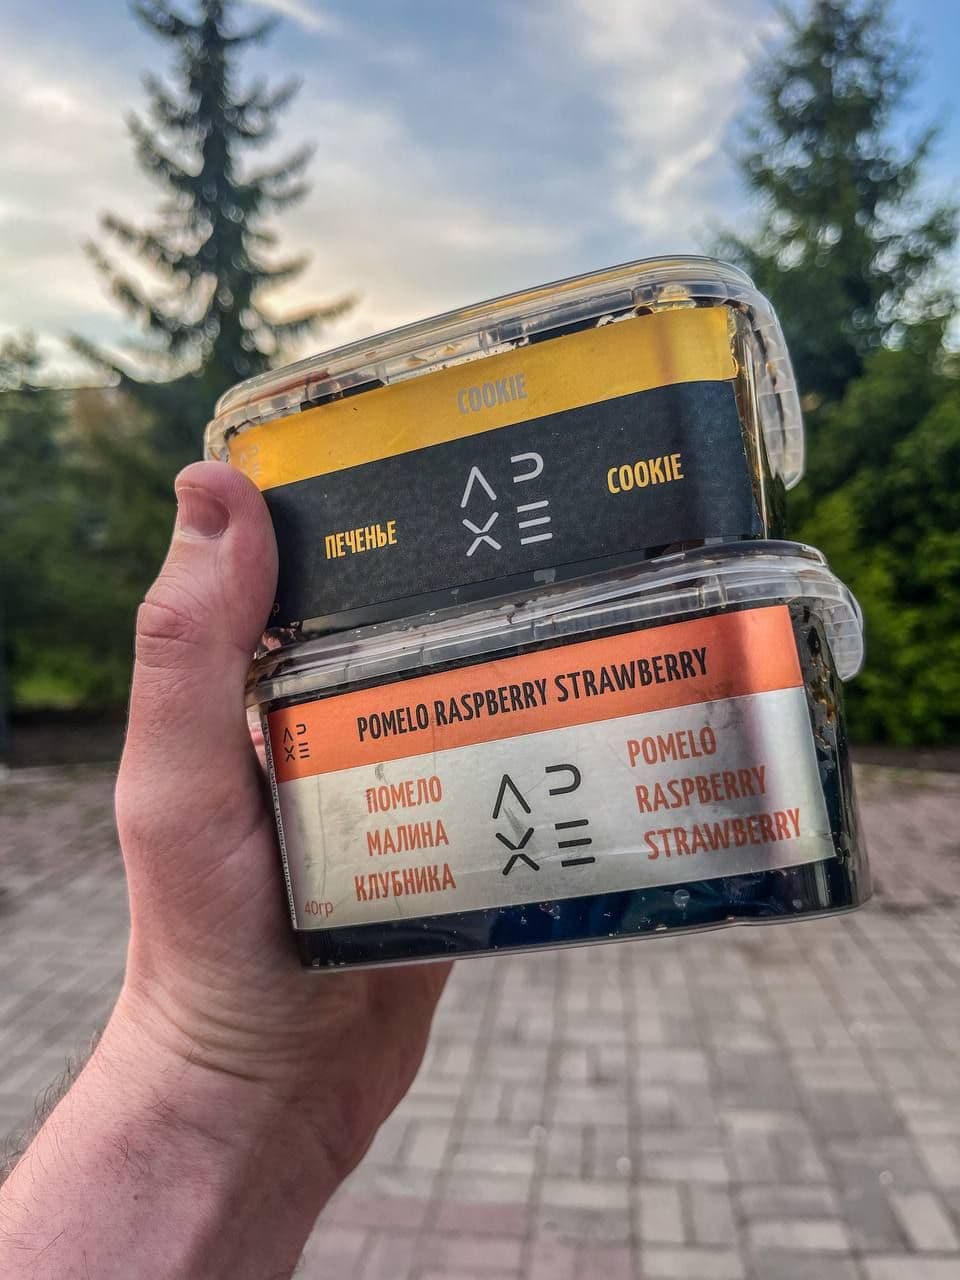 COOKIE
ПЕЧЕНЬЕ
COOKIE
POMELO RASPBERRY STRAWBERRY
ПОМЕЛО
МАЛИНА
КЛУБНИКА
40гр
POMELO
RASPBERRY
STRAWBERRY